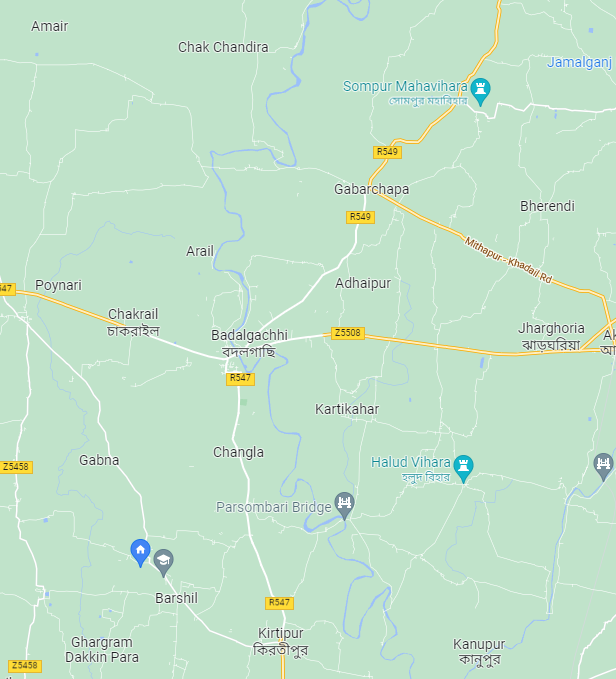 Amair
Chak Chandira
Jamalganj
Sompur Mahavihara
সোমপুর মহাবিহার
R549
Gabarchapa
R549
Bherendi
Mithapur - Khadail Rd
Arail
Adhaipur
Poynari
47
Chakrail
চাকরাইল
Badalgachhi
বদলগাছি
Z5508
Jharghoria
ঝাড়ঘরিয়া
R547
Kartikahar
Changla
Gabna
Z5458
Halud Vihara
হলুদ বিহার
Parsombari Bridge
Barshil
R547
Kirtipur
কিরতীপুর
Ghargram
Dakkin Para
Kanupur
কানুপুর
Z5458